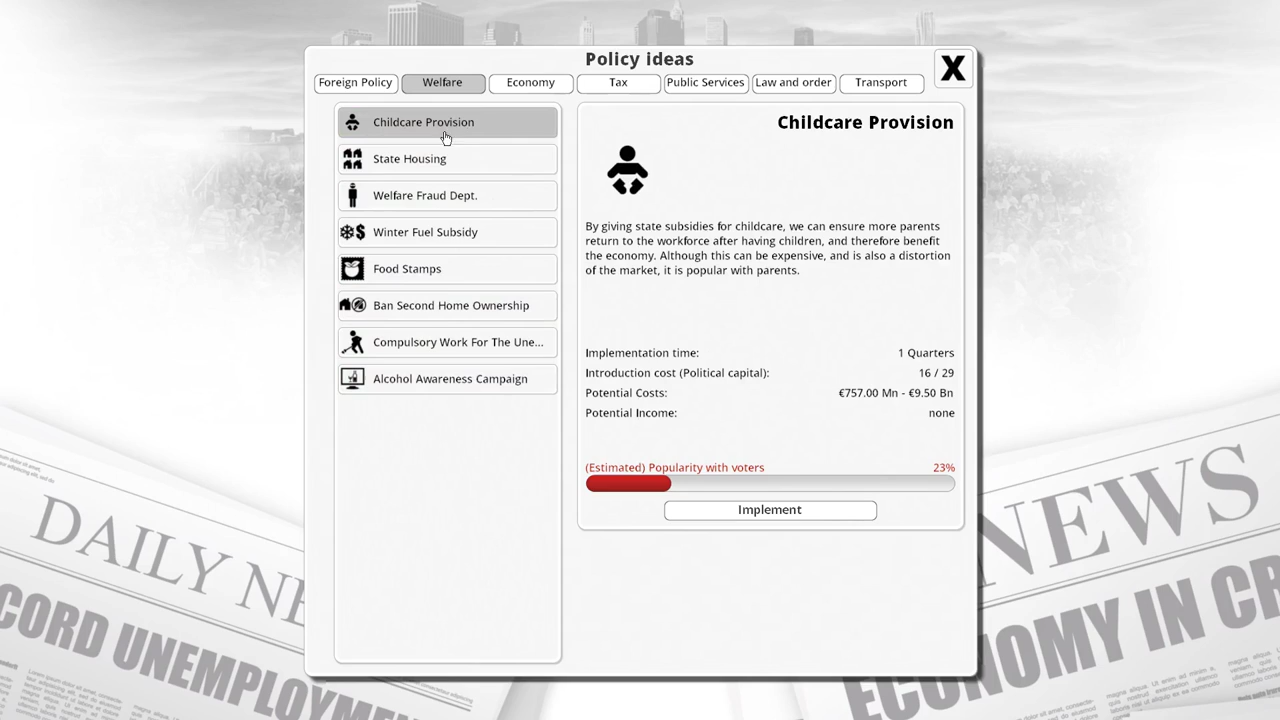 Policy ideas
X
Foreign Policy
Welfare
Economy
Tax
Public Services
Law and order
Transport
Childcare Provision
State Housing
Welfare Fraud Dept.
Winter Fuel Subsidy
Food Stamps
Ban Second Home Ownership
Compulsory Work For The Une...
Alcohol Awareness Campaign
Childcare Provision
By giving state subsidies for childcare, we can ensure more parents
return to the workforce after having children, and therefore benefit
the economy. Although this can be expensive, and is also a distortion
of the market, it is popular with parents.
Implementation time: 1 Quarters
Introduction cost (Political capital): 16 / 29
Potential Costs: €757.00 Mn - €9.50 Bn
Potential Income: none
(Estimated) Popularity with voters 23%
Implement
DAILY NE
CORD UNEMPLOYM
NEWS
ECONOMY IN CR